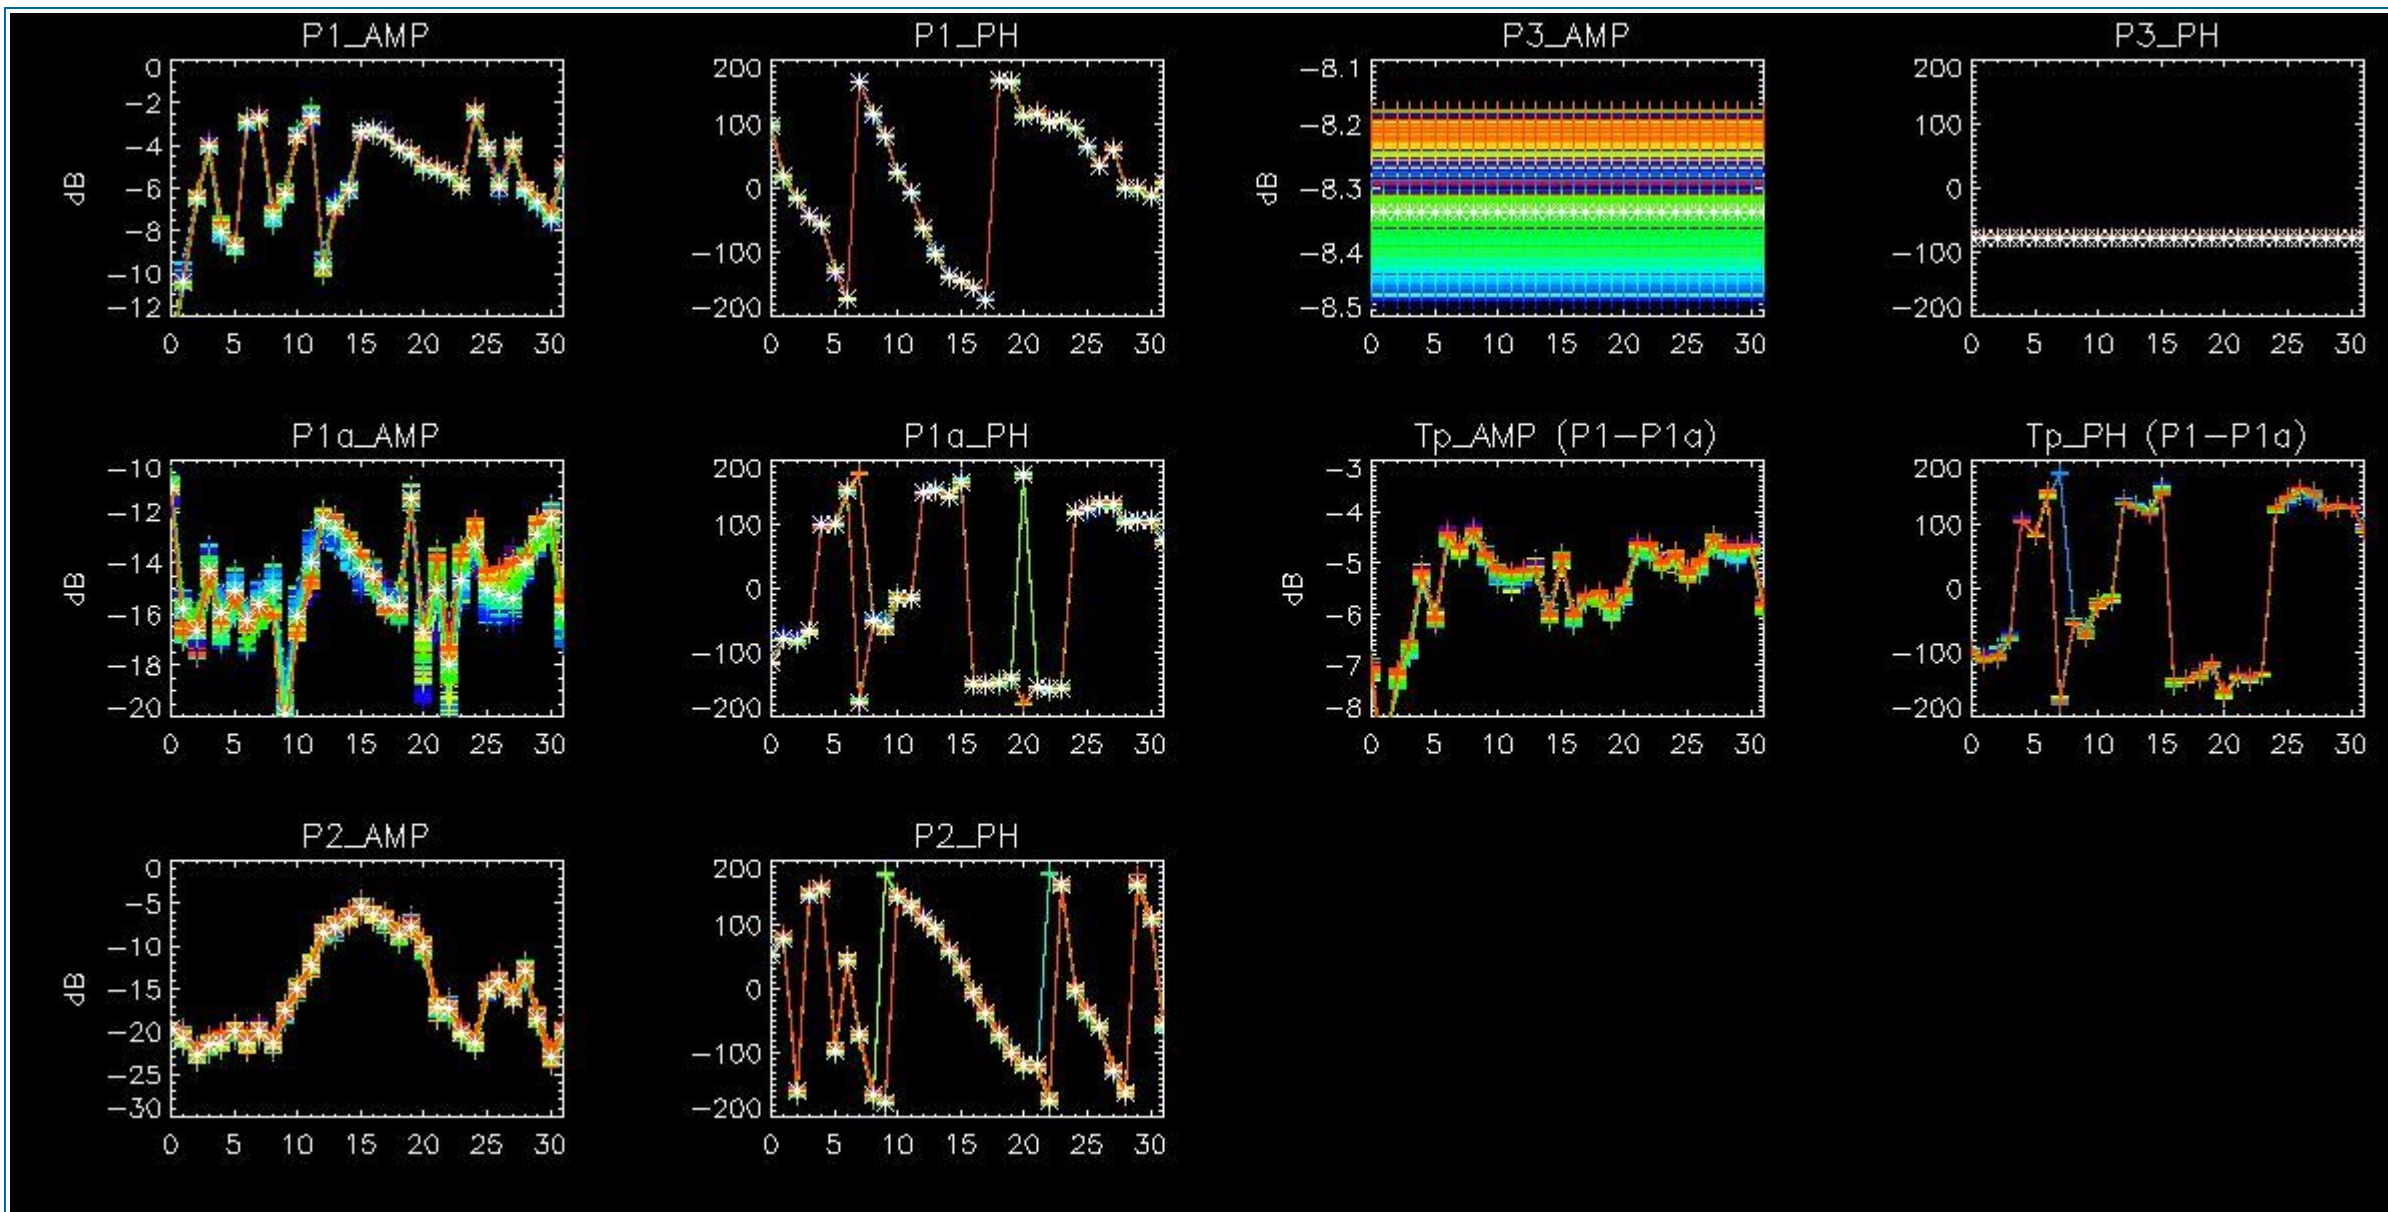 P1_AMP
0
−2
−4
−6
−8
−10
−12
dB
0 5 10 15 20 25 30
P1_PH
200
100
0
−100
−200
0 5 10 15 20 25 30
P3_AMP
−8.1
−8.2
−8.3
−8.4
−8.5
dB
0 5 10 15 20 25 30
P3_PH
200
100
0
−100
−200
0 5 10 15 20 25 30
P1a_AMP
−10
−12
−14
−16
−18
−20
dB
0 5 10 15 20 25 30
P1a_PH
200
100
0
−100
−200
0 5 10 15 20 25 30
Tp_AMP (P1−P1a)
−3
−4
−5
−6
−7
−8
dB
0 5 10 15 20 25 30
Tp_PH (P1−P1a)
200
100
0
−100
−200
0 5 10 15 20 25 30
P2_AMP
0
−5
−10
−15
−20
−25
−30
dB
0 5 10 15 20 25 30
P2_PH
200
100
0
−100
−200
0 5 10 15 20 25 30